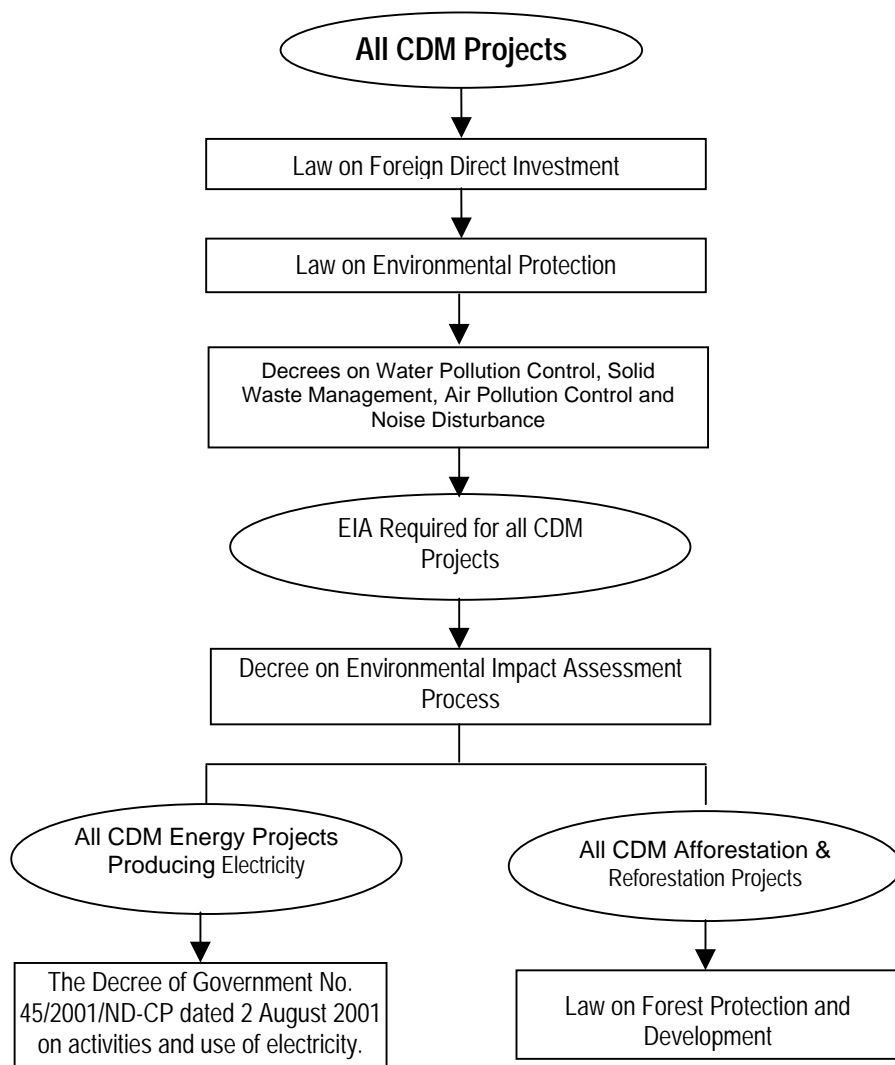 All CDM Projects
Law on Foreign Direct Investment
Law on Environmental Protection
Decrees on Water Pollution Control, Solid
Waste Management, Air Pollution Control and
Noise Disturbance
EIA Required for all CDM
Projects
Decree on Environmental Impact Assessment
Process
All CDM Energy Projects
Producing Electricity
All CDM Afforestation &
Reforestation Projects
The Decree of Government No.
45/2001/ND-CP dated 2 August 2001
on activities and use of electricity.
Law on Forest Protection and
Development